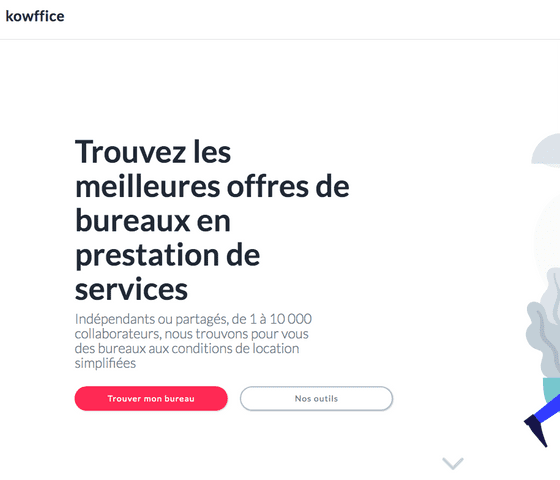 kowffice
Trouvez les
meilleures offres de
bureaux en
prestation de
services
Indépendants ou partagés, de 1 à 10 000
collaborateurs, nous trouvons pour vous
des bureaux aux conditions de location
simplifiées
Trouver mon bureau
Nos outils